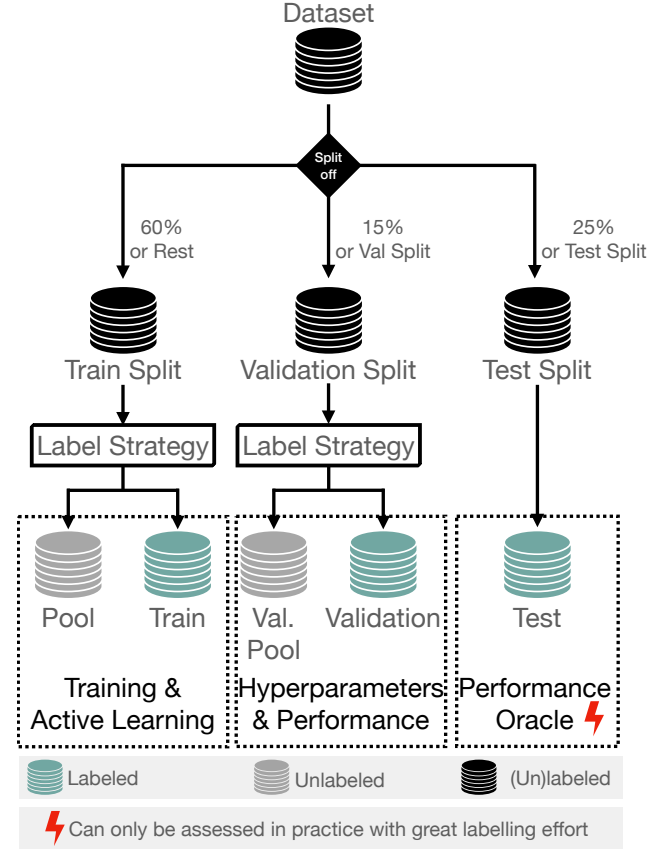 Dataset
Split
off
60%
or Rest
15%
or Val Split
25%
or Test Split
Train Split
Validation Split
Test Split
Label Strategy
Label Strategy
Pool
Train
Val.
Pool
Validation
Test
Training &
Active Learning
Hyperparameters
& Performance
Performance
Oracle
Labeled
Unlabeled
(Un)labeled
Can only be assessed in practice with great labelling effort